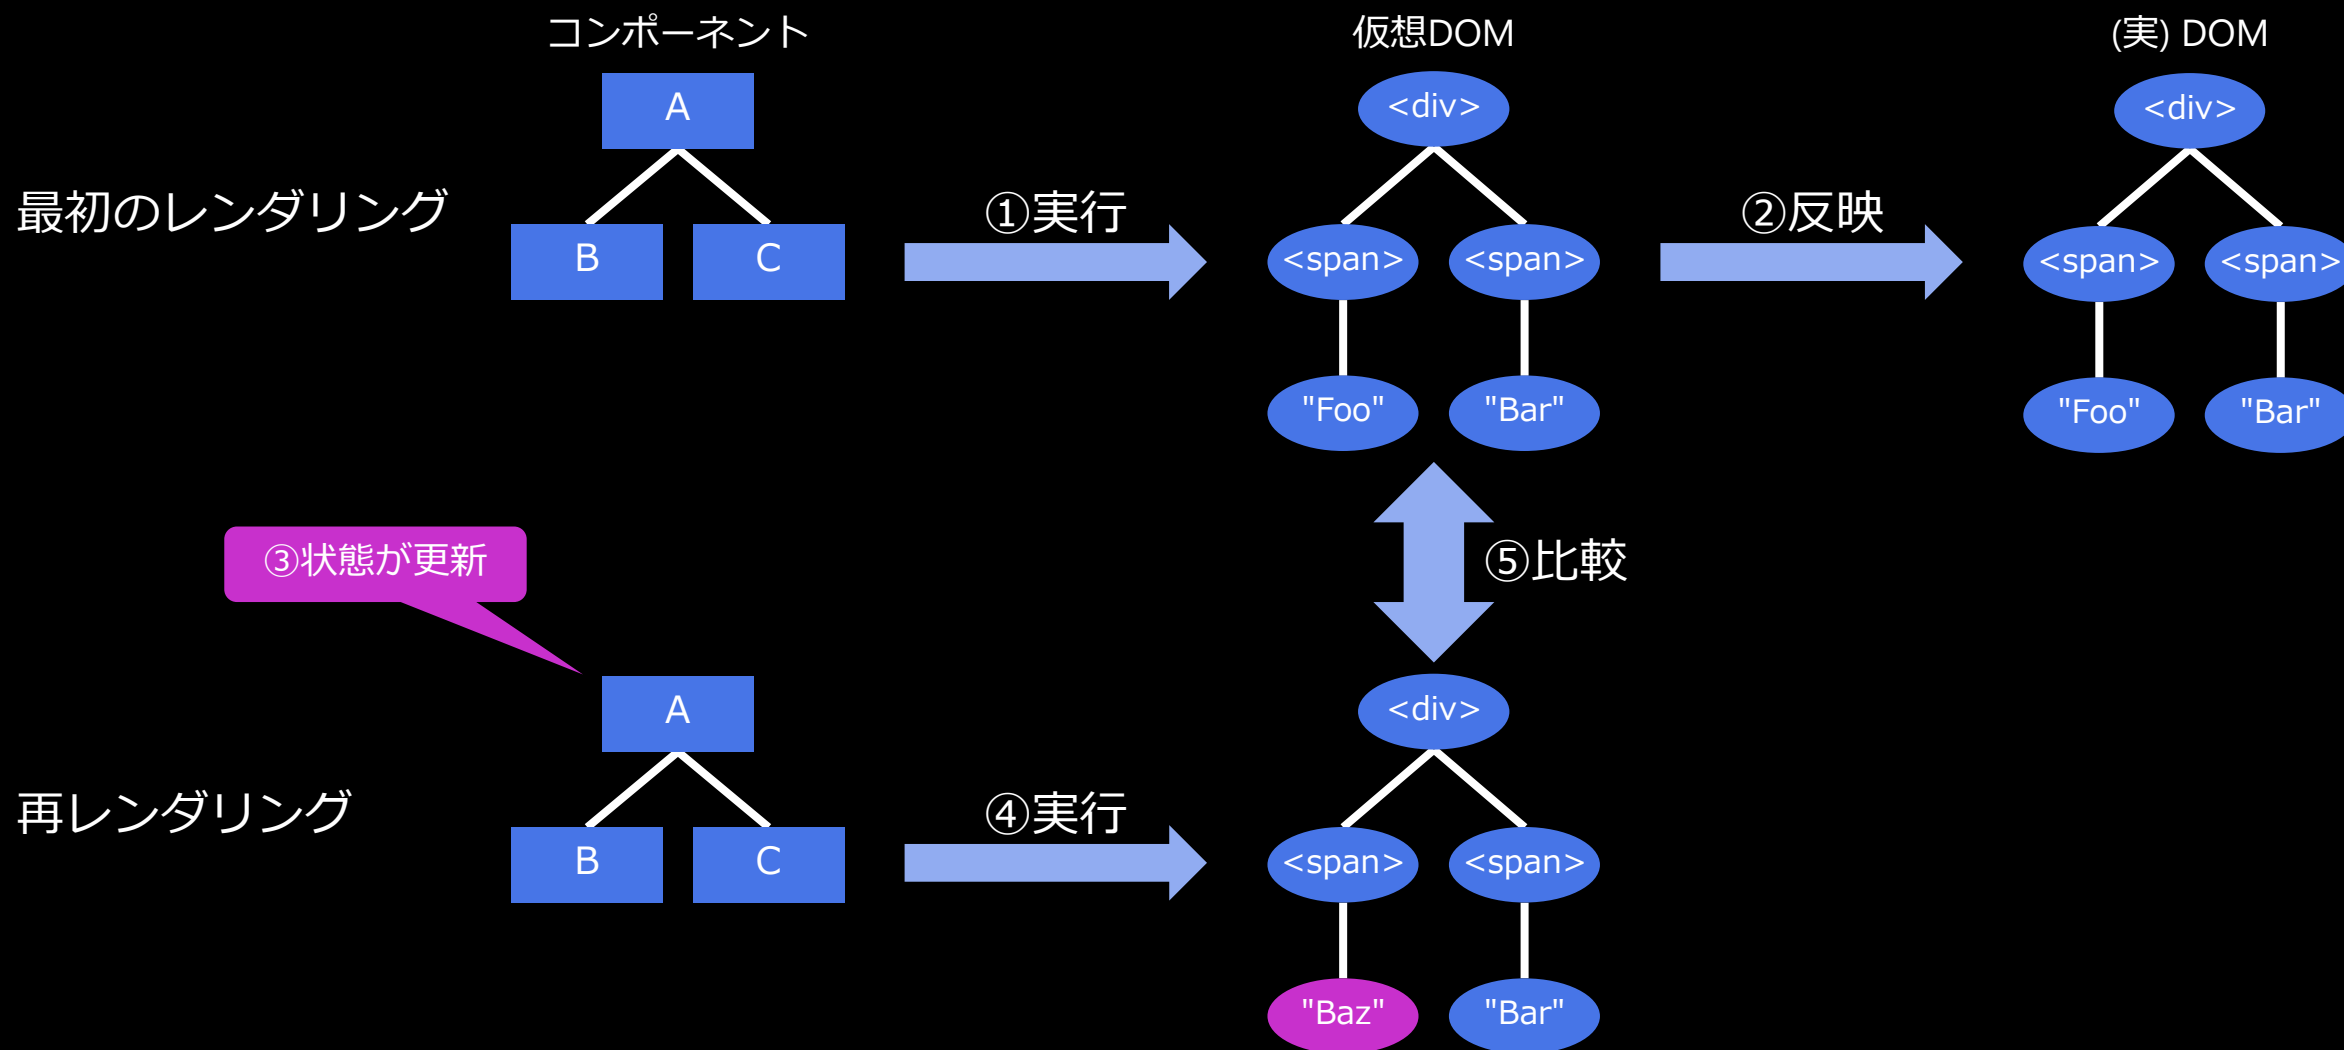 コンポーネント
仮想DOM
(実) DOM
A
<div>
<div>
最初のレンダリング
①実行
②反映
B
C
<span>
<span>
<span>
<span>
"Foo"
"Bar"
"Foo"
"Bar"
③状態が更新
⑤比較
A
<div>
再レンダリング
④実行
B
C
<span>
<span>
"Baz"
"Bar"